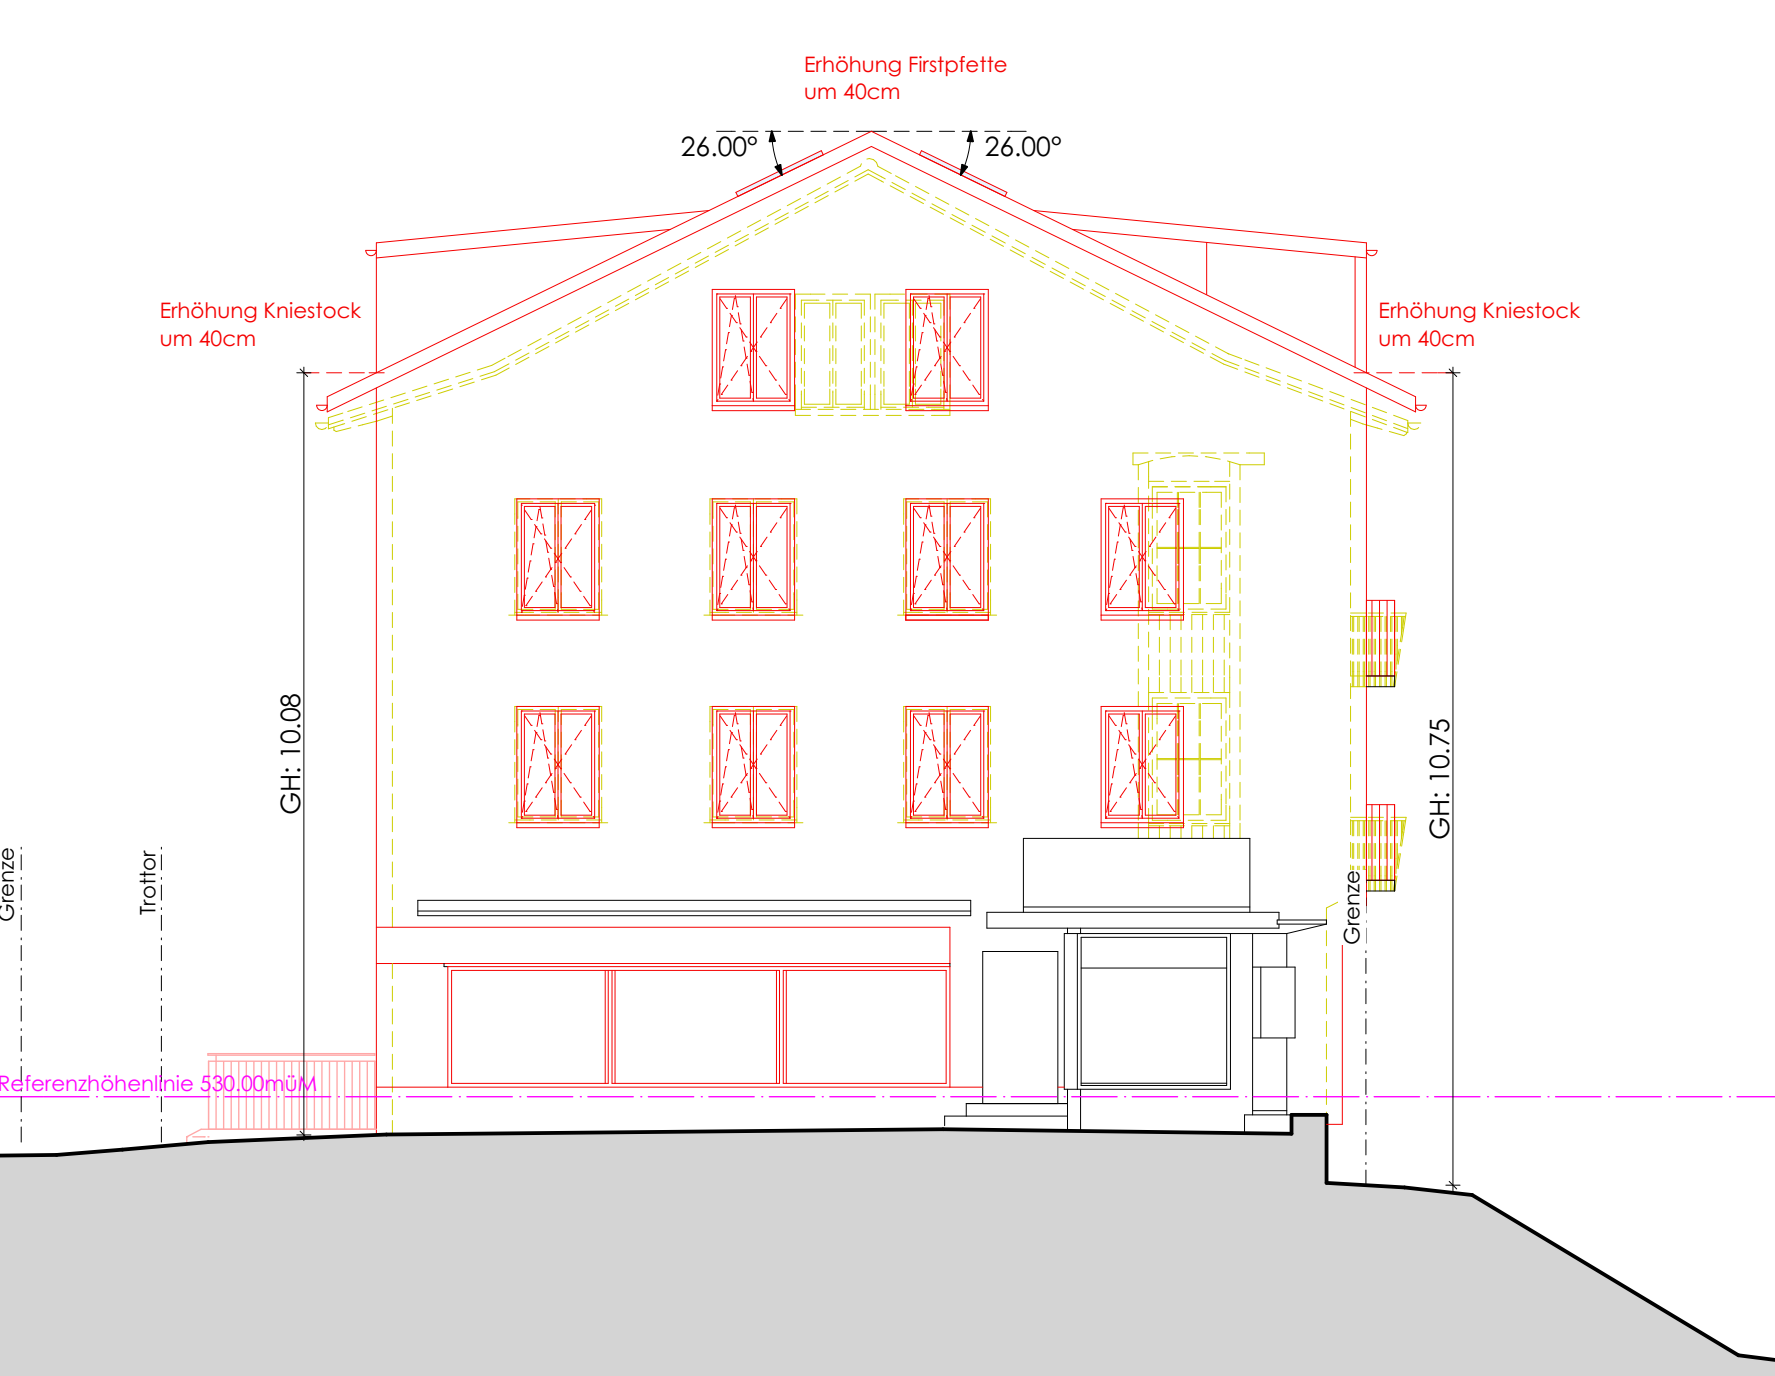 Erhöhung Firstpfette
um 40cm
26.00°
26.00°
Erhöhung Kniestock
um 40cm
Erhöhung Kniestock
um 40cm
GH: 10.08
GH: 10.75
Grenze
Trottor
Grenze
Referenzhöhenlinie 530.00müM